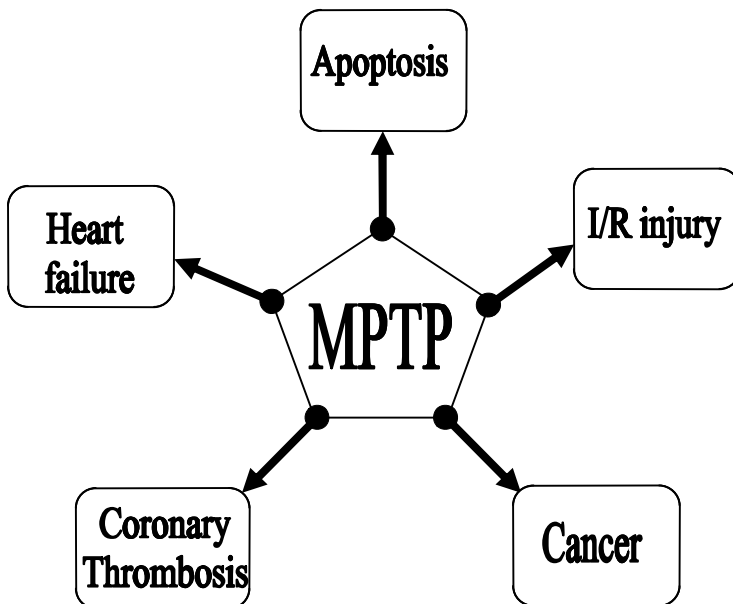 Apoptosis
I/R injury
Heart
failure
MPTP
Coronary
Thrombosis
Cancer